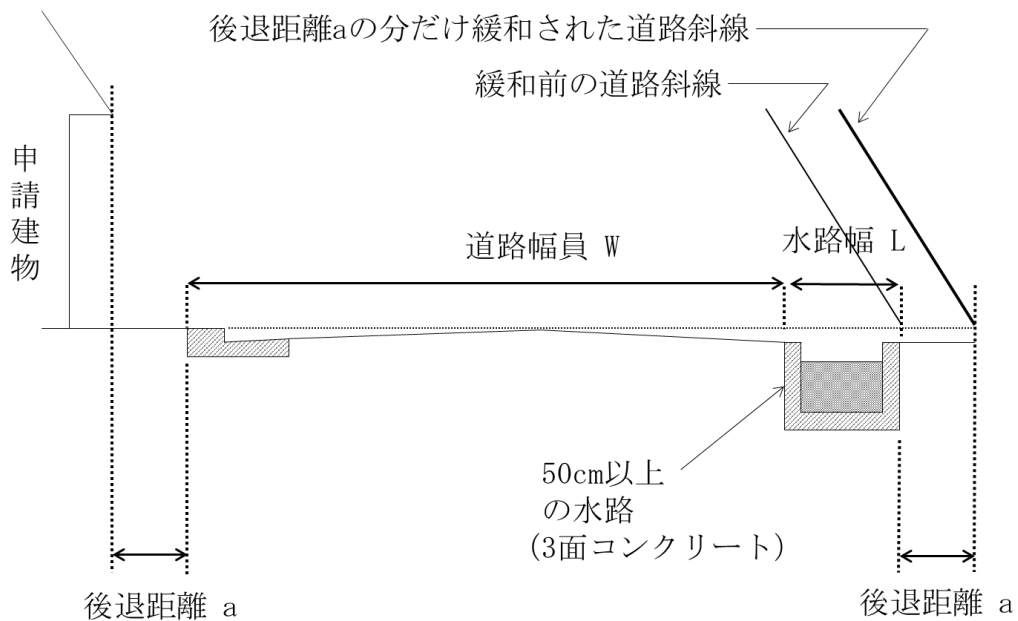 後退距離aの分だけ緩和された道路斜線
緩和前の道路斜線
申請建物
道路幅員 W
水路幅 L
50cm以上
の水路
(3面コンクリート)
後退距離 a
後退距離 a